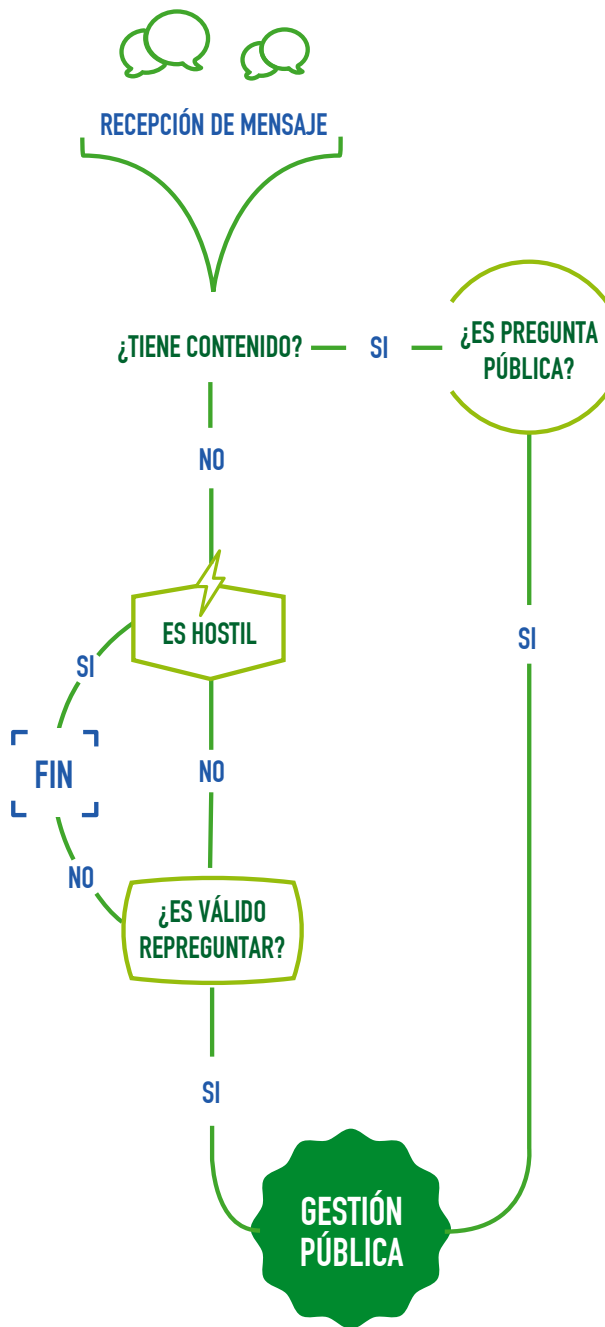 RECEPCIÓN DE MENSAJE
¿TIENE CONTENIDO?
SI
¿ES PREGUNTA
PÚBLICA?
NO
ES HOSTIL
SI
SI
FIN
NO
NO
¿ES VÁLIDO
REPREGUNTAR?
SI
GESTIÓN
PÚBLICA